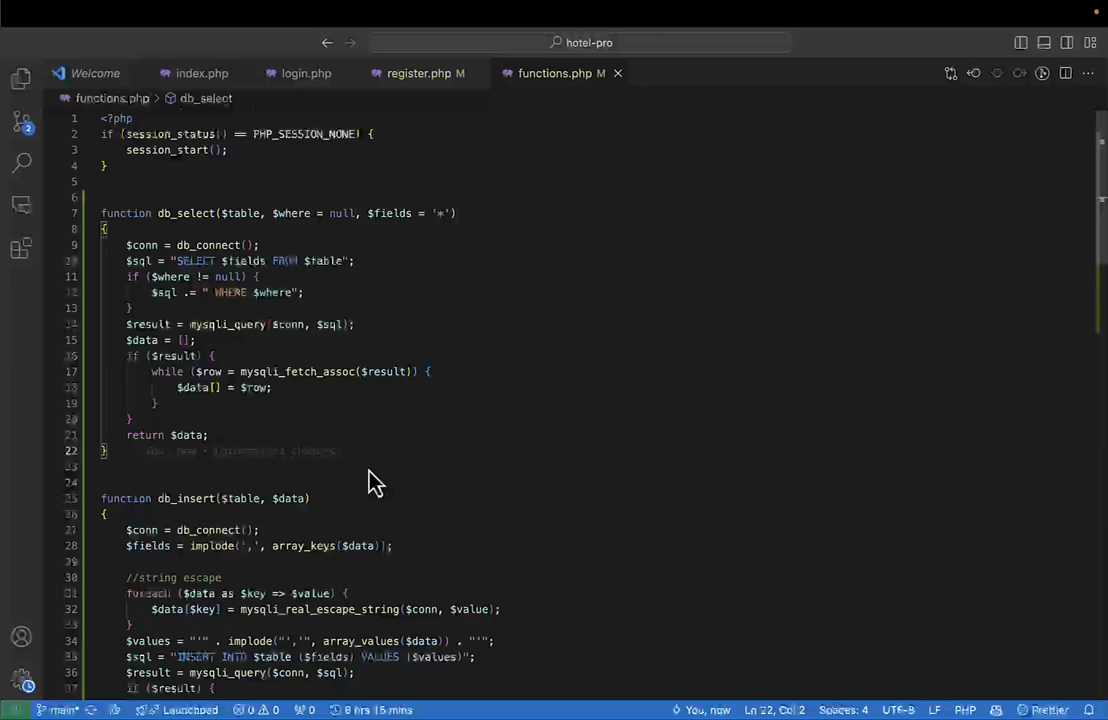 hotel-pro
Welcome
index.php
login.php
register.php M
functions.php M
functions.php > db_select
1 <?php
2 if (session_status() == PHP_SESSION_NONE) {
3 session_start();
4 }
5
6
7 function db_select($table, $where = null, $fields = '*')
8 {
9 $conn = db_connect();
10 $sql = "SELECT $fields FROM $table";
11 if ($where != null) {
12 $sql .= " WHERE $where";
13 }
14 $result = mysqli_query($conn, $sql);
15 $data = [];
16 if ($result) {
17 while ($row = mysqli_fetch_assoc($result)) {
18 $data[] = $row;
19 }
20 }
21 return $data;
22 }
23
24
25 function db_insert($table, $data)
26 {
27 $conn = db_connect();
28 $fields = implode(',', array_keys($data));
29
30 //string escape
31 foreach ($data as $key => $value) {
32 $data[$key] = mysqli_real_escape_string($conn, $value);
33 }
34 $values = "'" . implode("','", array_values($data)) . "'";
35 $sql = "INSERT INTO $table ($fields) VALUES ($values)";
36 $result = mysqli_query($conn, $sql);
37 if ($result) {
2
main*
Launchpad
0
0
0
8 hrs 15 mins
You, now
Ln 22, Col 2
Spaces: 4
UTF-8
LF
PHP
Prettier